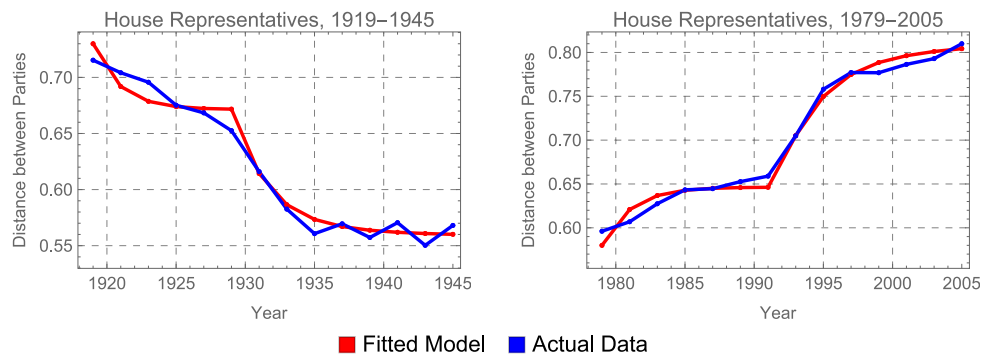 House Representatives, 1919–1945
Distance between Parties
0.70
0.65
0.60
0.55
1920 1925 1930 1935 1940 1945
Year
House Representatives, 1979–2005
Distance between Parties
0.80
0.75
0.70
0.65
0.60
1980 1985 1990 1995 2000 2005
Year
Fitted Model Actual Data